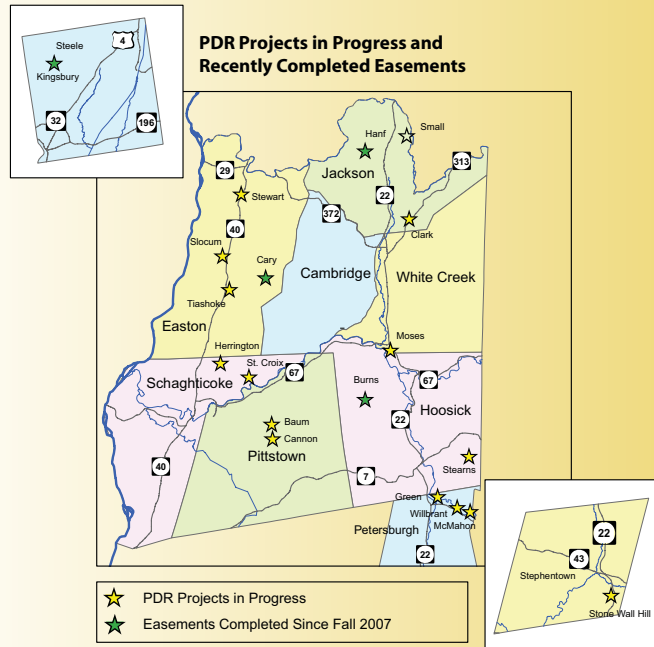 PDR Projects in Progress and
Recently Completed Easements
Steele
4
Kingsbury
32
196
Small
Hanf
313
29
Jackson
Stewart
22
372
40
Clark
Slocum
Cary
Cambridge
White Creek
Tiashoke
Easton
Moses
Herrington
St. Croix
67
Schaghticoke
Burns
67
Hoosick
22
Baum
Cannon
Pittstown
Stearns
40
7
Green
Willbrant
McMahon
Petersburgh
22
22
43
Stephentown
Stone Wall Hill
PDR Projects in Progress
Easements Completed Since Fall 2007